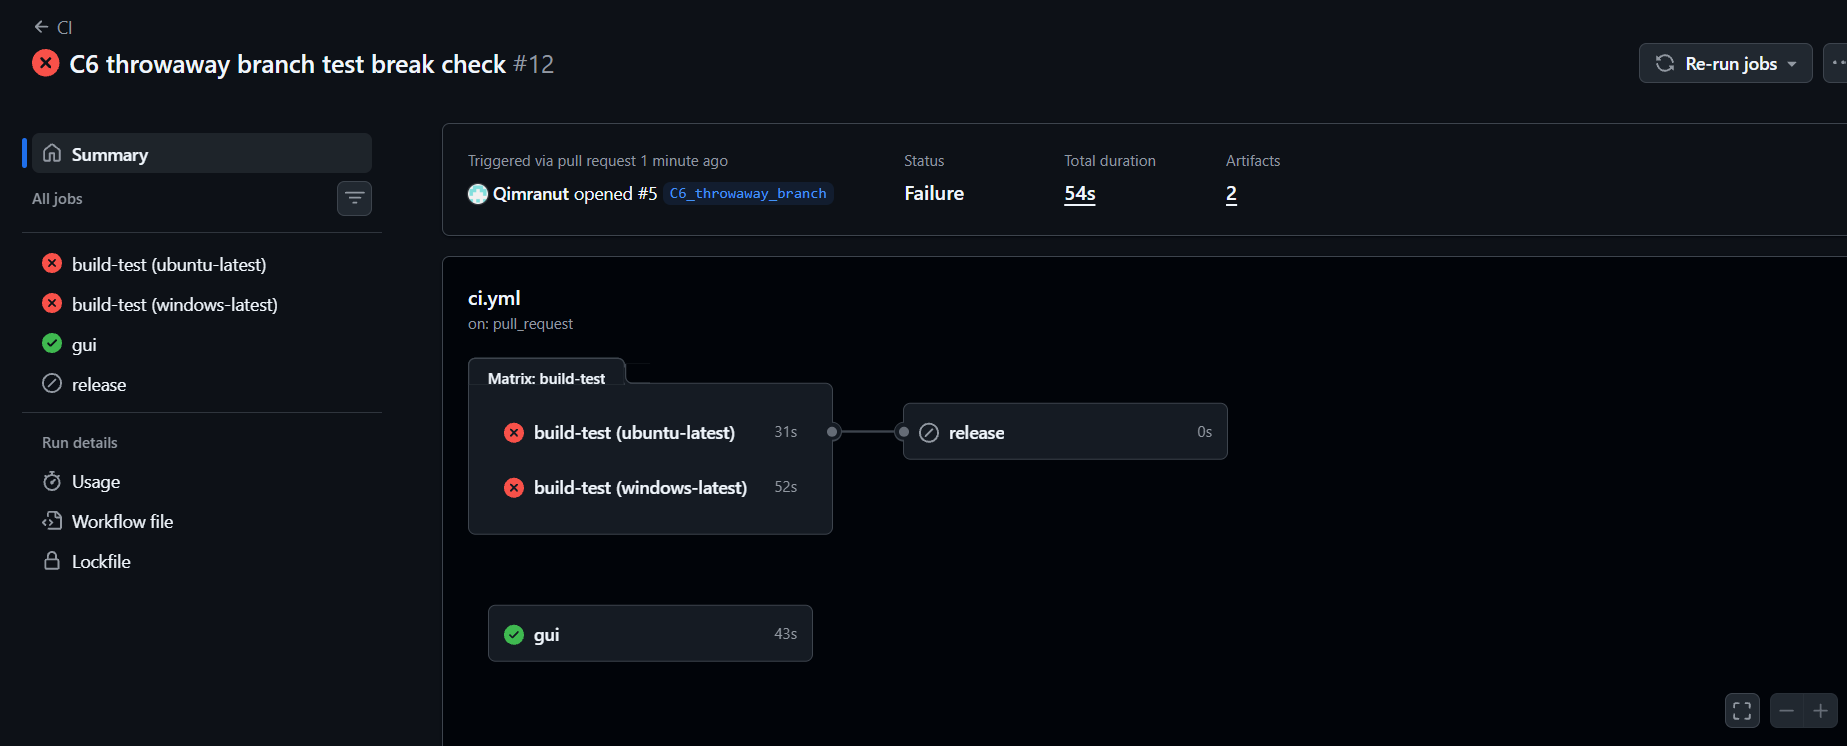 CI
C6 throwaway branch test break check #12
Re-run jobs
Summary
All jobs
build-test (ubuntu-latest)
build-test (windows-latest)
gui
release
Run details
Usage
Workflow file
Lockfile
Triggered via pull request 1 minute ago
Qimranut opened #5 C6_throwaway_branch
Status
Failure
Total duration
54s
Artifacts
2
ci.yml
on: pull_request
Matrix: build-test
build-test (ubuntu-latest) 31s
build-test (windows-latest) 52s
release 0s
gui 43s